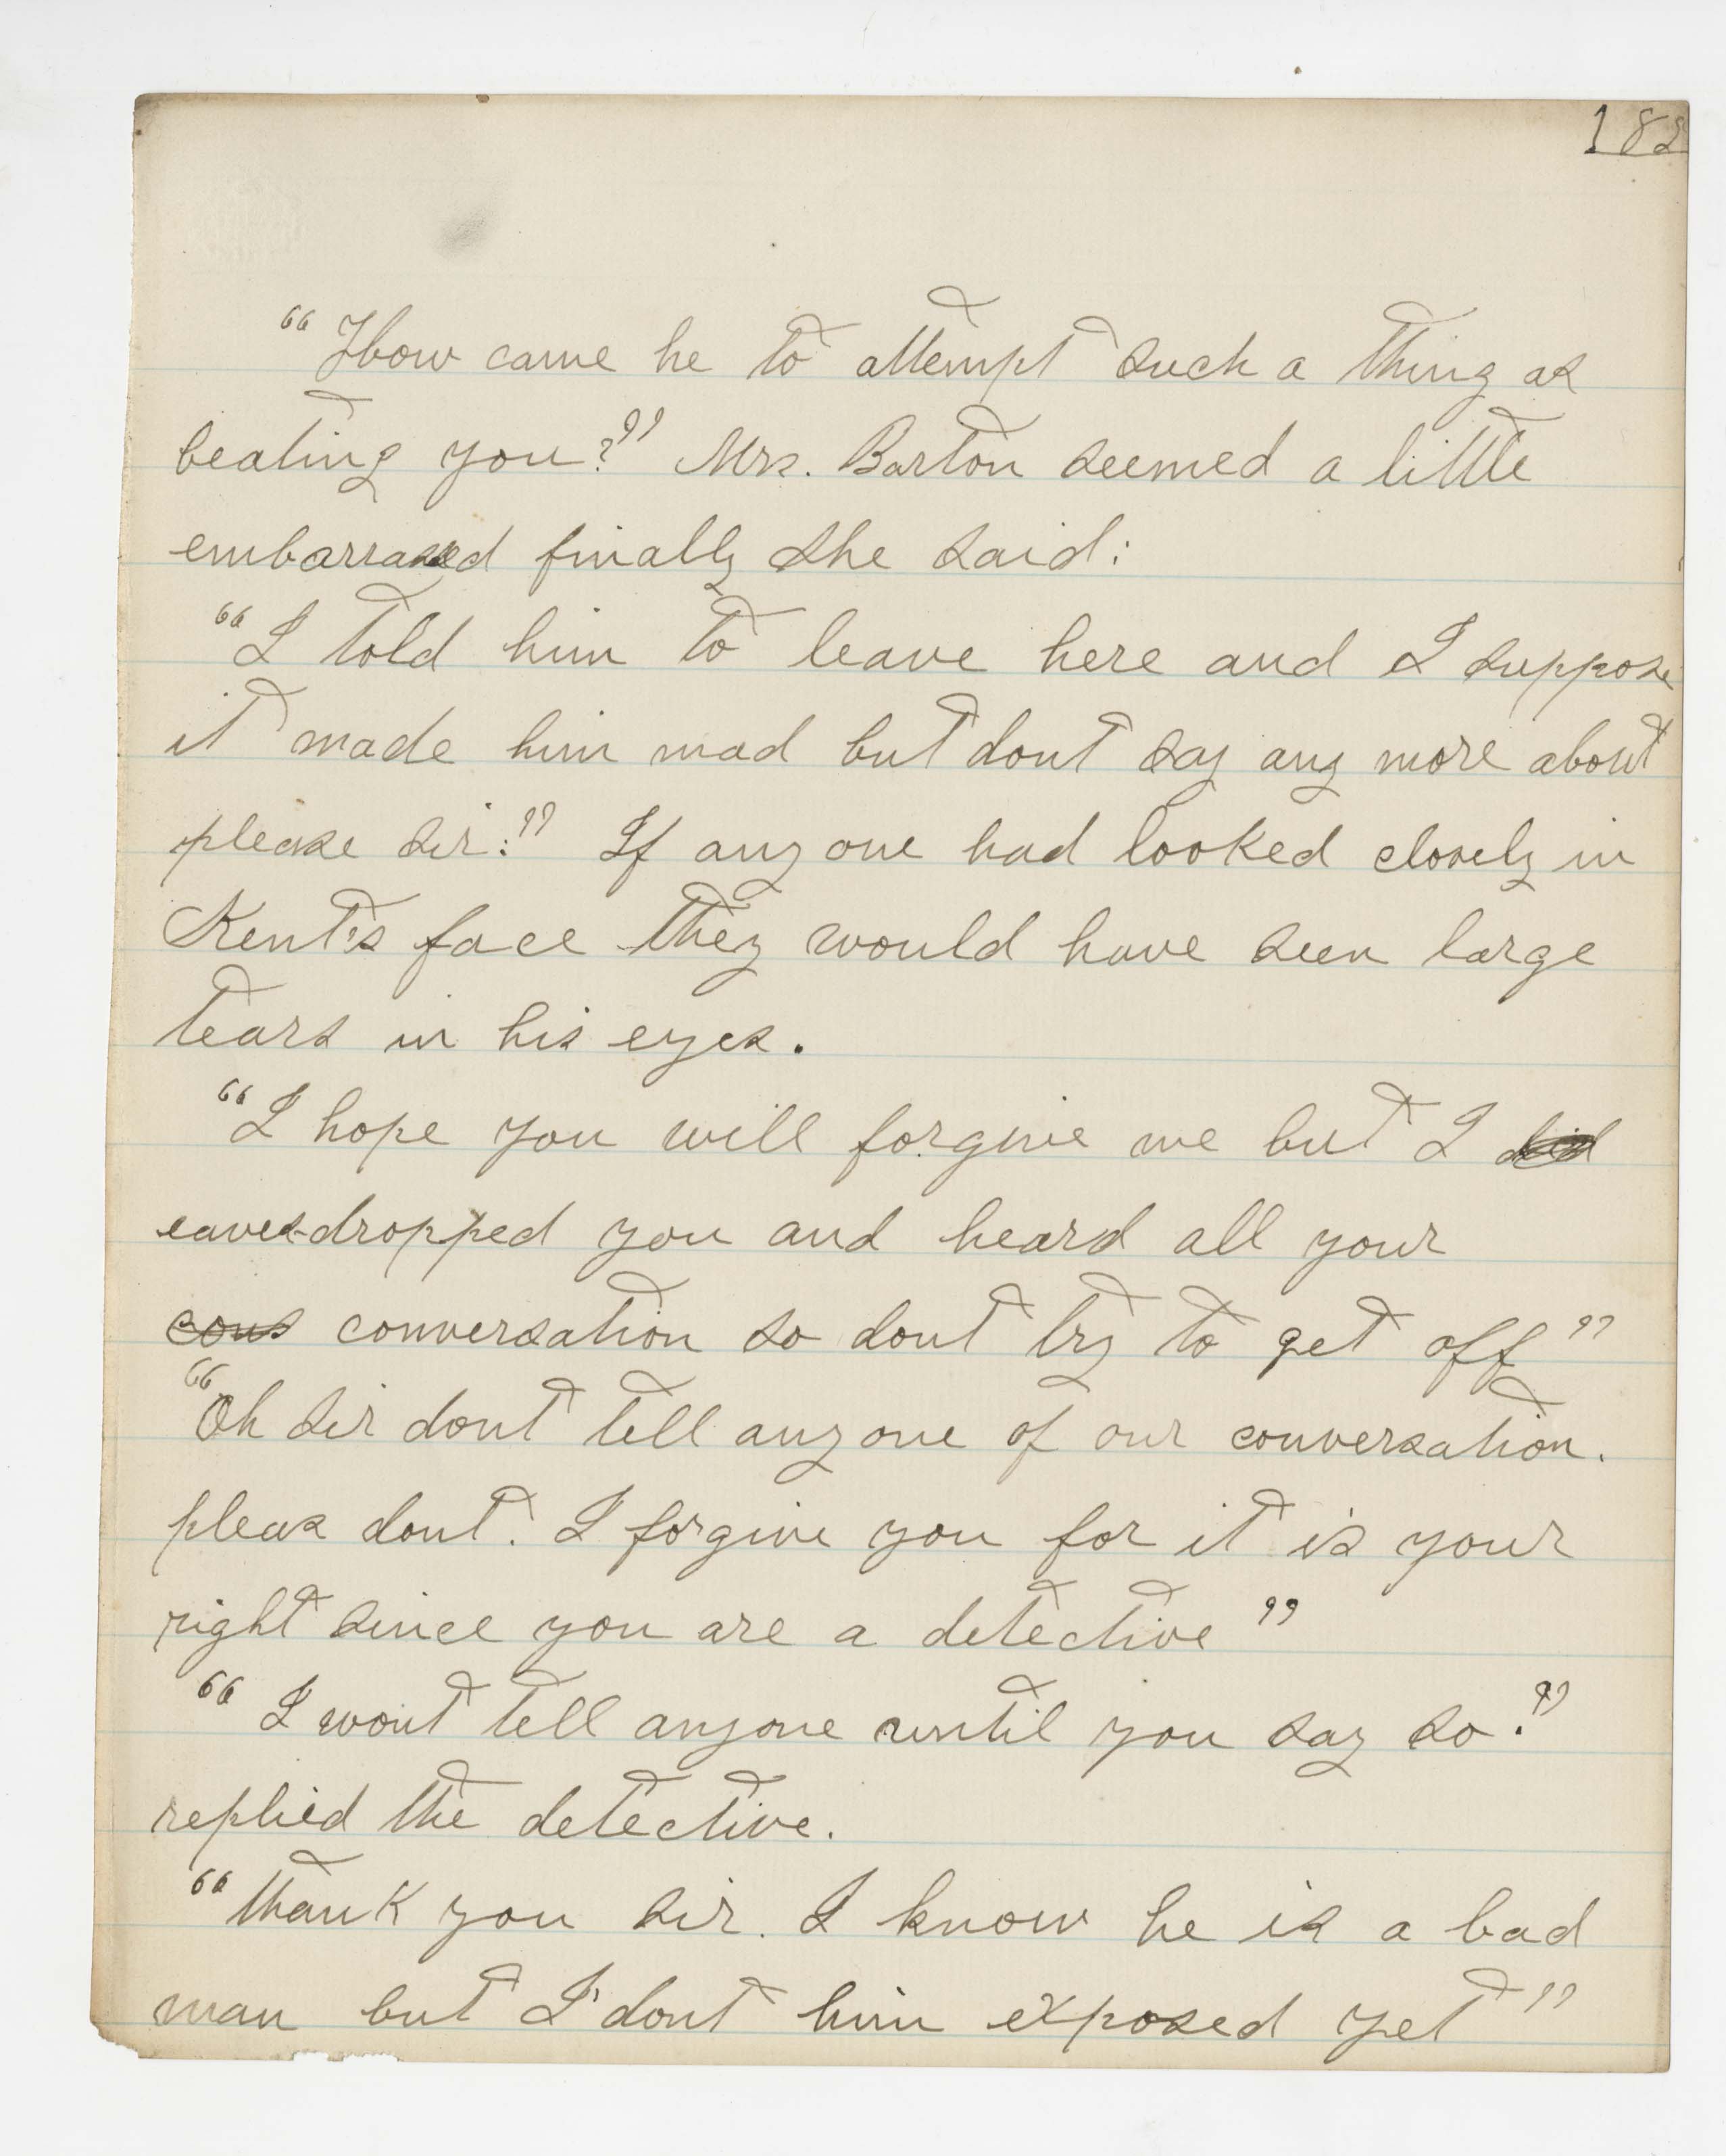 182
"How came he to attempt such a thing as
beating you?" Mrs. Barton seemed a little
embarrased finally she said:
"I told him to leave here and I suppose
it made him mad but dont say any more about
please sir." If any one had looked closely in
Kent's face they would have seen large
tears in his eyes.
"I hope you will forgive me but I did
eaves-dropped you and heard all your
cons conversation so dont try to get off"
"Oh sir dont tell any one of our conversation.
pleas dont. I forgive you for it is your
right since you are a detective"
"I wont tell anyone until you say so."
replied the detective.
"thank you sir. I know he is a bad
man but I dont him exposed yet"